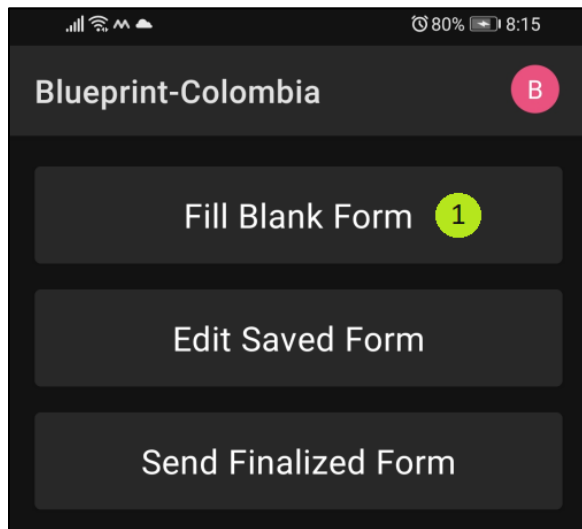 80% 8:15
Blueprint-Colombia B
Fill Blank Form 1
Edit Saved Form
Send Finalized Form